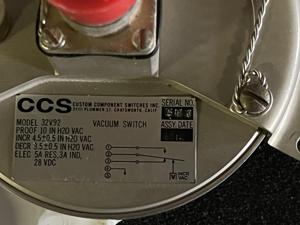 CCS
CUSTOM COMPONENT SWITCHES INC.
VACUUM SWITCH
MODEL 32V92
PROOF 10 IN H2O VAC
INCR 4.5±0.5 IN H2O VAC
DECR 3.5±0.5 IN H2O VAC
ELEC 5A RES,3A IND,
28 VDC
SERIAL NO.
ASSY.DATE
VAC